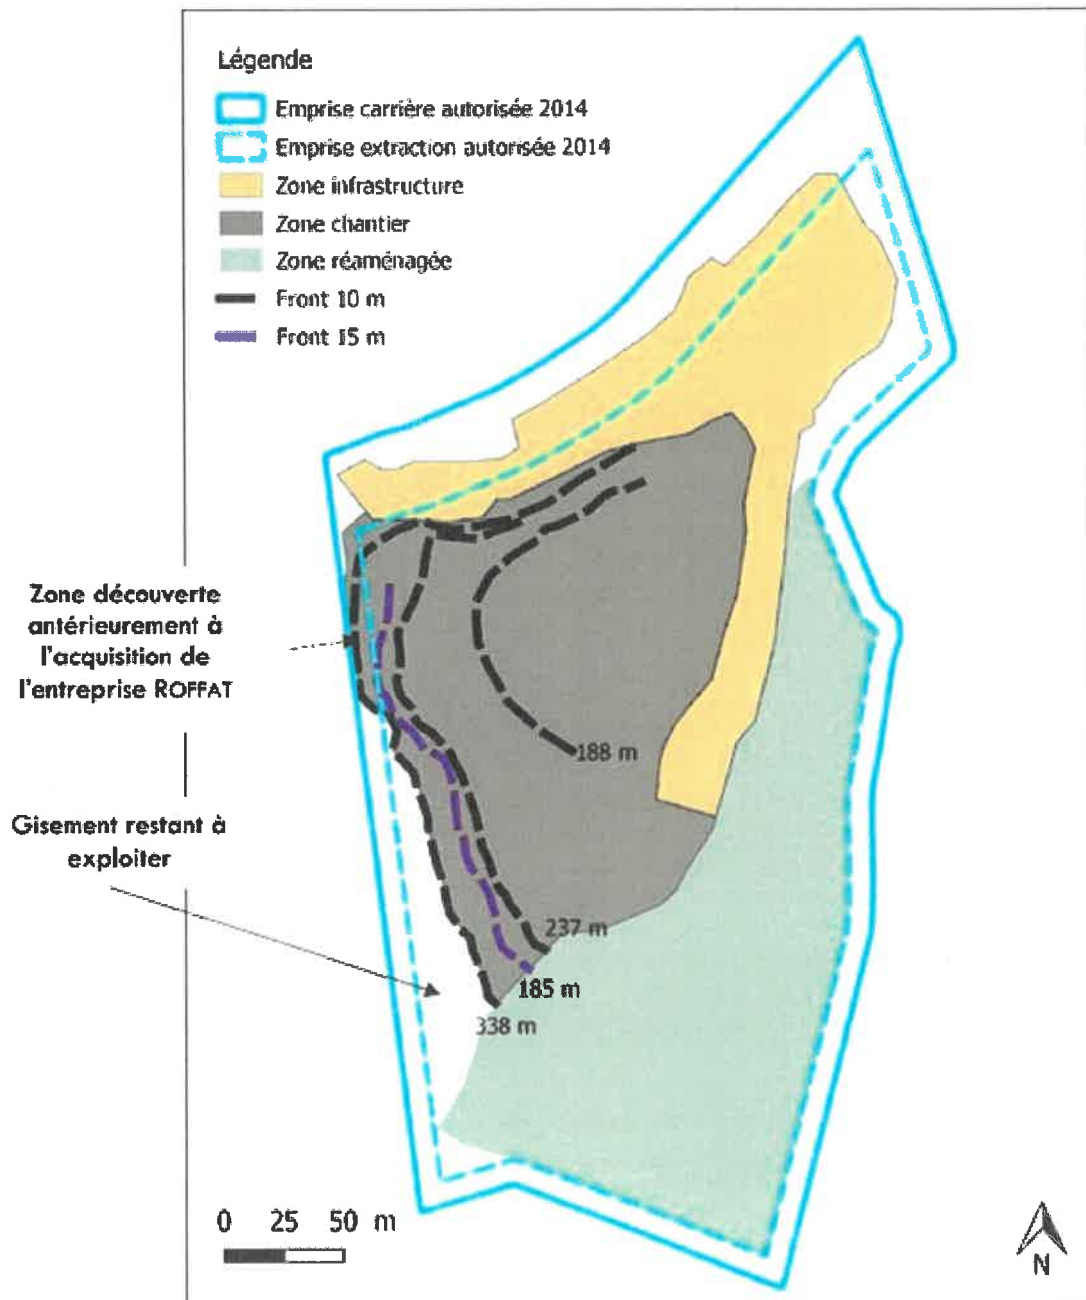 Légende
Emprise carrière autorisée 2014
Emprise extraction autorisée 2014
Zone infrastructure
Zone chantier
Zone réaménagée
Front 10 m
Front 15 m
Zone découverte
antérieurement à
l'acquisition de
l'entreprise ROFFAT
188 m
Gisement restant à
exploiter
237 m
185 m
338 m
0 25 50 m
N